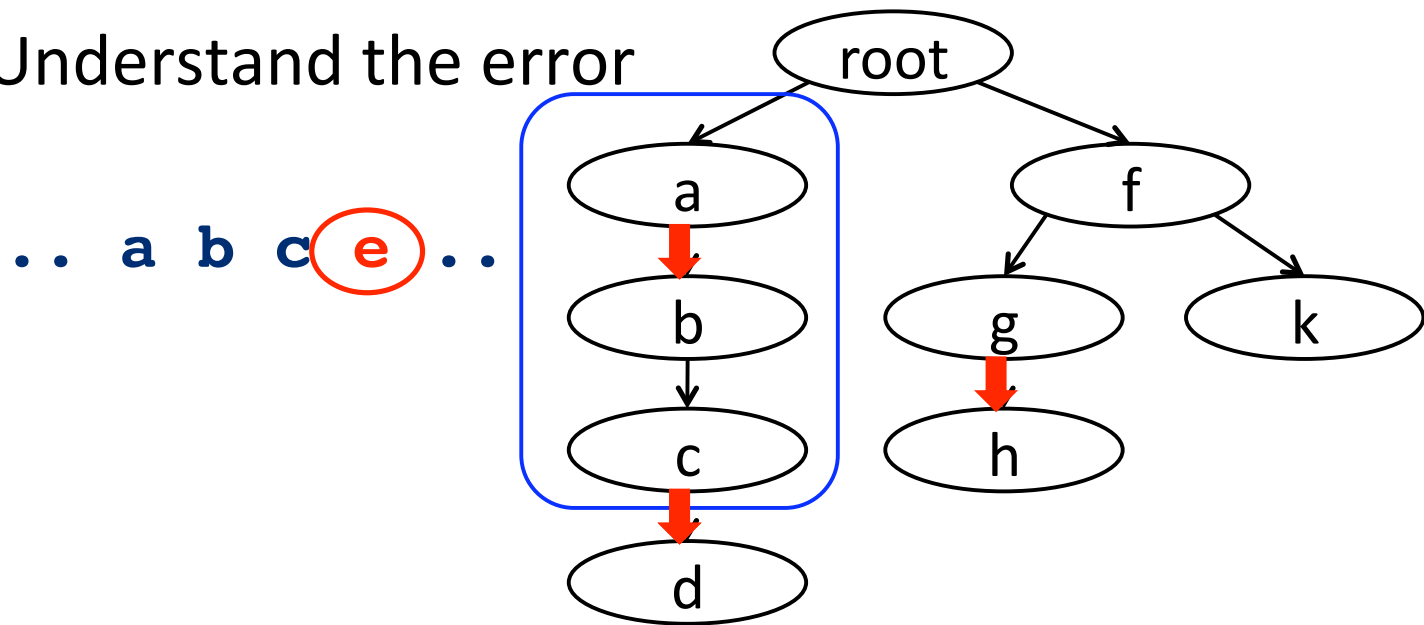 Understand the error
root
a
f
.. a b c e ..
b
g
k
c
h
d